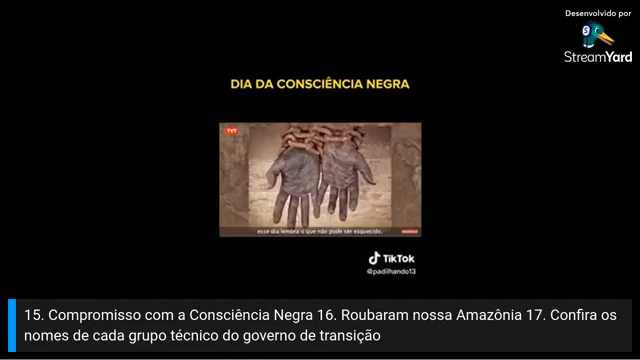 Desenvolvido por
StreamYard
DIA DA CONSCIÊNCIA NEGRA
TVT
esse dia lembra o que não pode ser esquecido.
TikTok
@padilhando13
15. Compromisso com a Consciência Negra 16. Roubaram nossa Amazônia 17. Confira os
nomes de cada grupo técnico do governo de transição